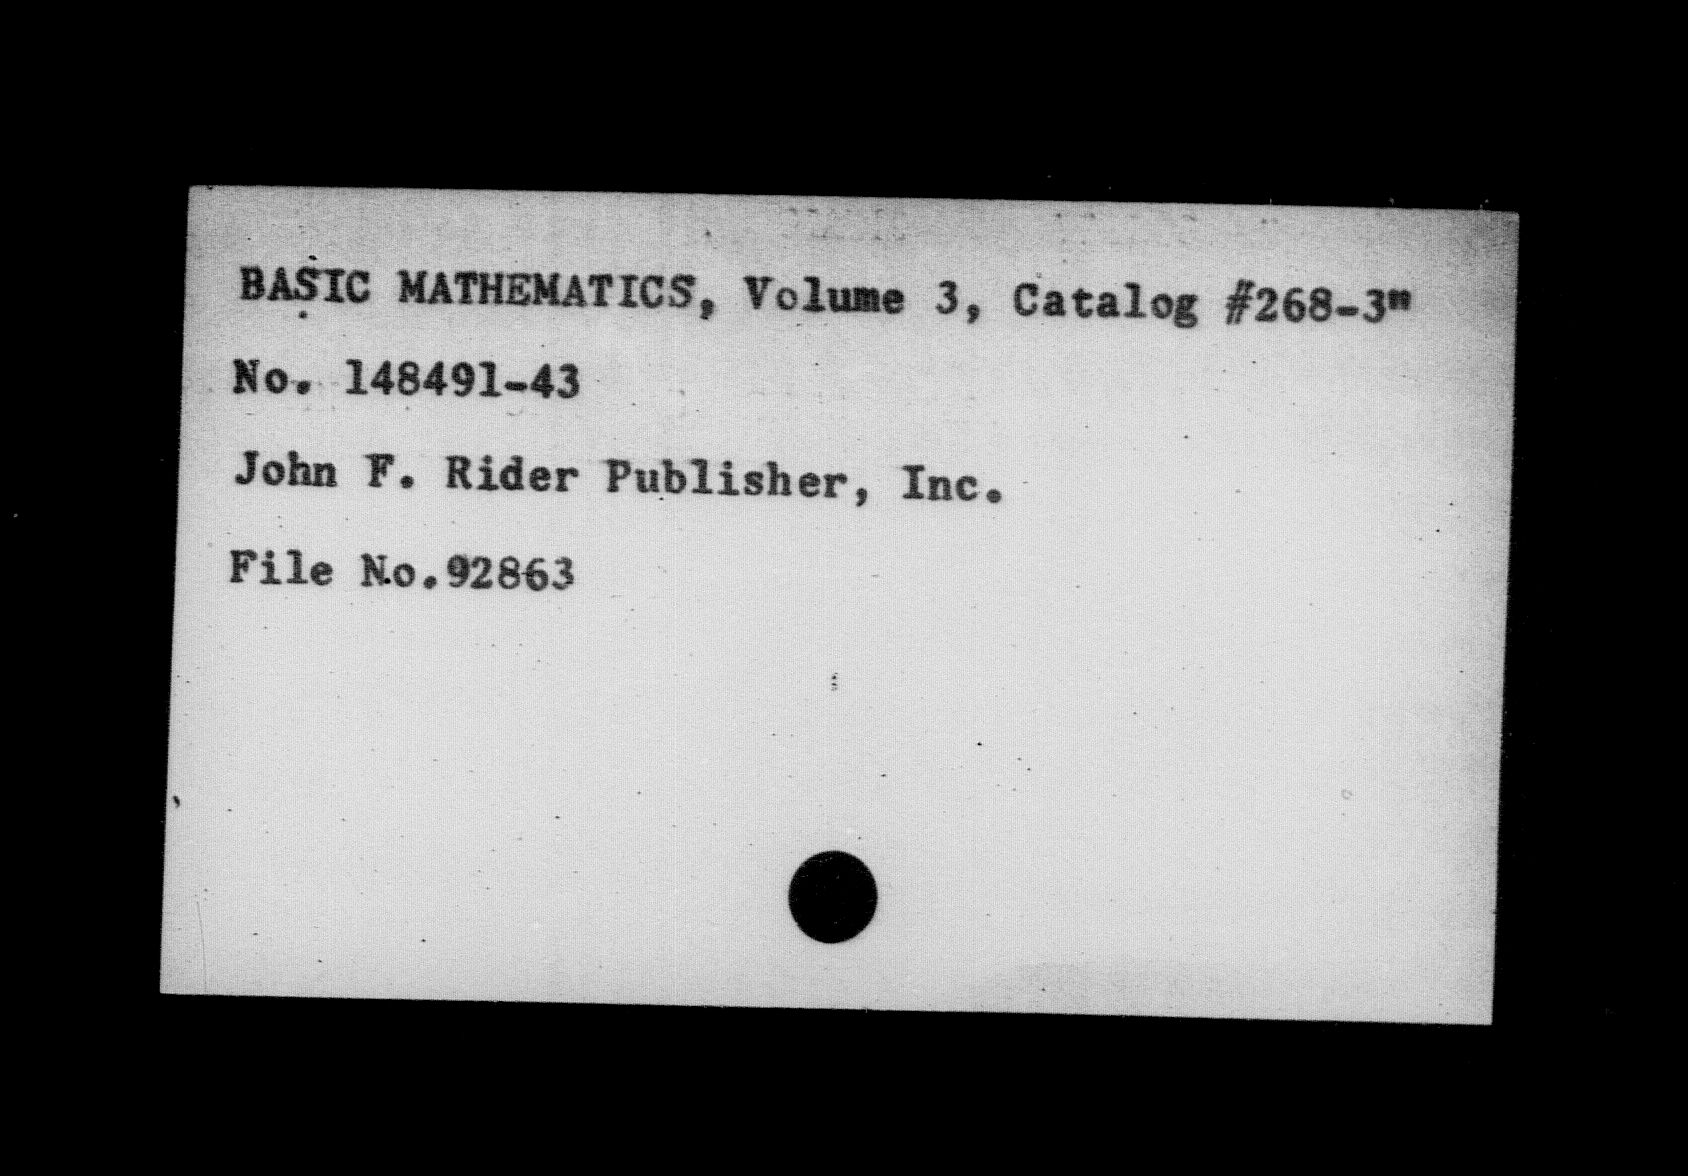 BASIC MATHEMATICS, Volume 3, Catalog #268-3"
No. 148491-43
John F. Rider Publisher, Inc.
File No.92863